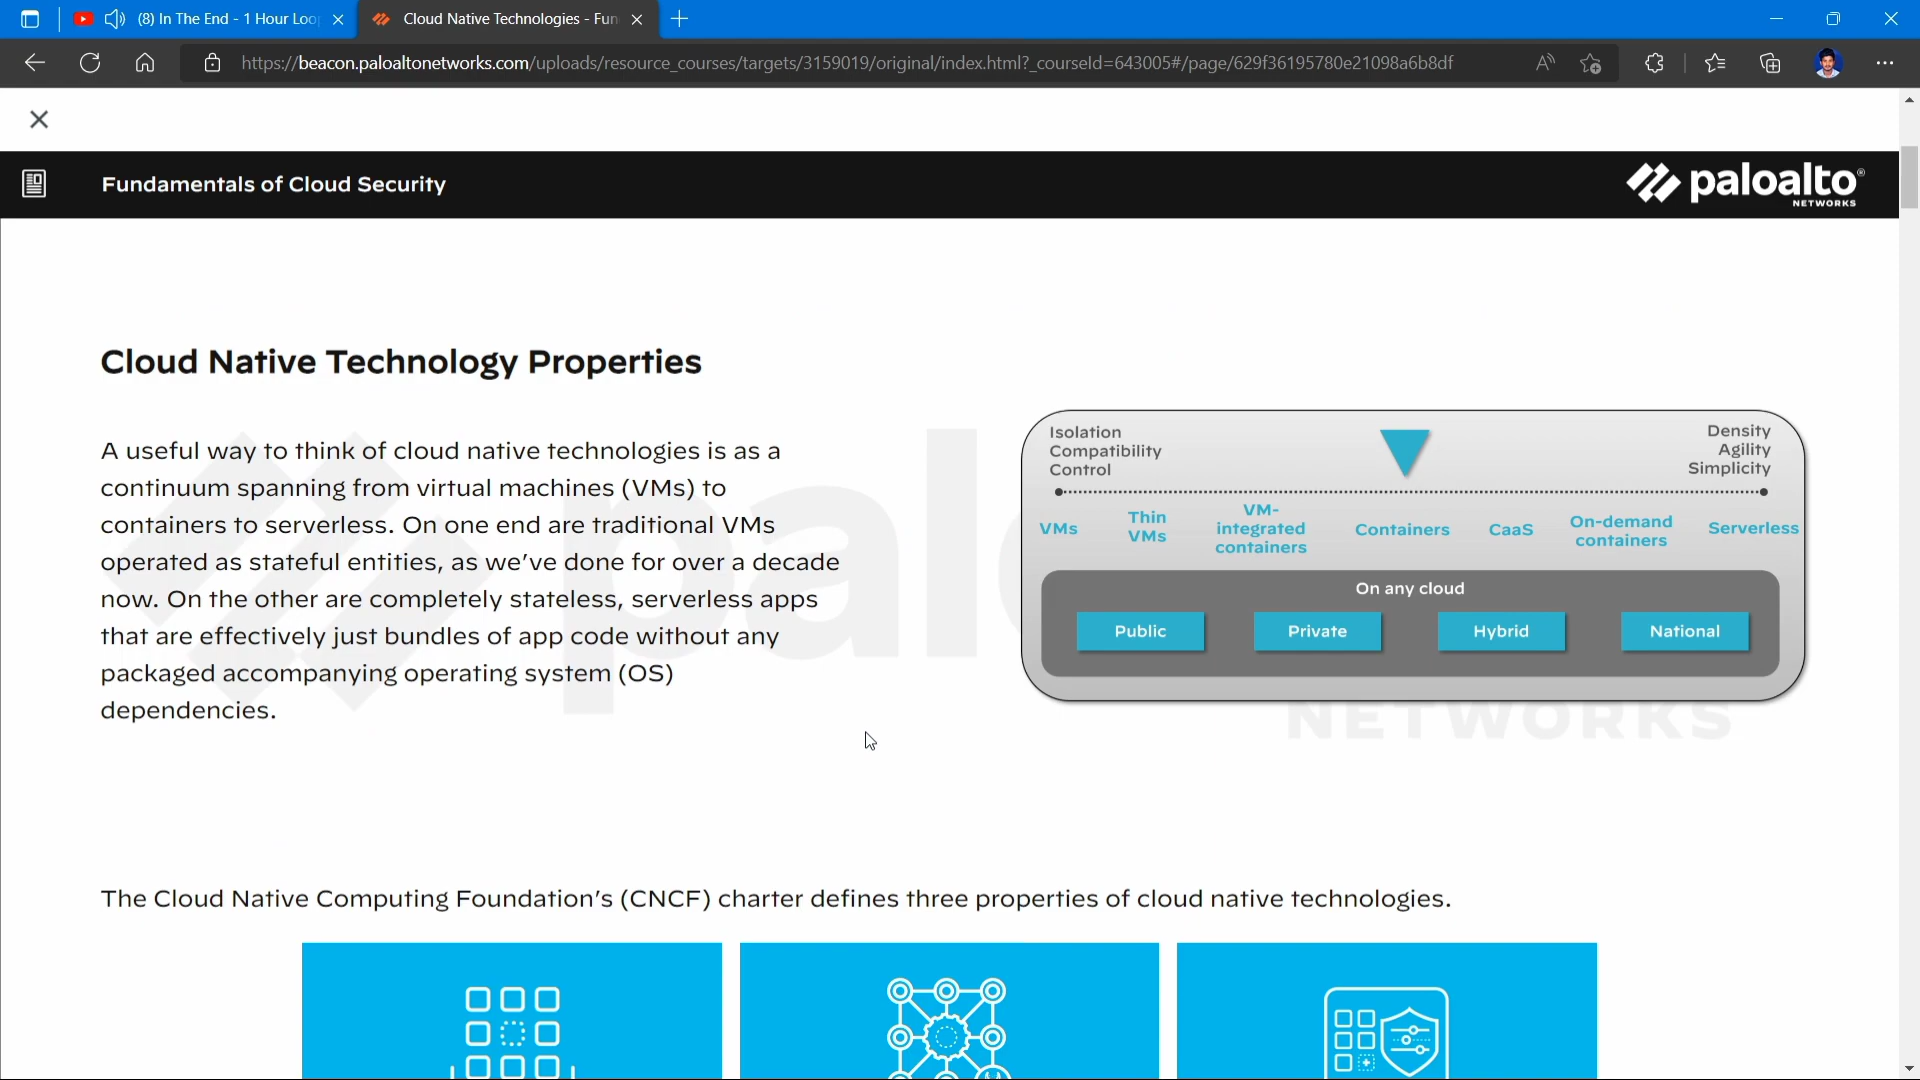 (8) In The End - 1 Hour Loo
Cloud Native Technologies - Fun
https://beacon.paloaltonetworks.com/uploads/resource_courses/targets/3159019/original/index.html?_courseId=643005#/page/629f36195780e21098a6b8df
Fundamentals of Cloud Security
paloalto®
NETWORKS
Cloud Native Technology Properties
A useful way to think of cloud native technologies is as a
continuum spanning from virtual machines (VMs) to
containers to serverless. On one end are traditional VMs
operated as stateful entities, as we've done for over a decade
now. On the other are completely stateless, serverless apps
that are effectively just bundles of app code without any
packaged accompanying operating system (OS)
dependencies.
Isolation
Compatibility
Control
Density
Agility
Simplicity
VMs
Thin
VMs
VM-
integrated
containers
Containers
CaaS
On-demand
containers
Serverless
On any cloud
Public
Private
Hybrid
National
palo
NETWORKS
The Cloud Native Computing Foundation's (CNCF) charter defines three properties of cloud native technologies.